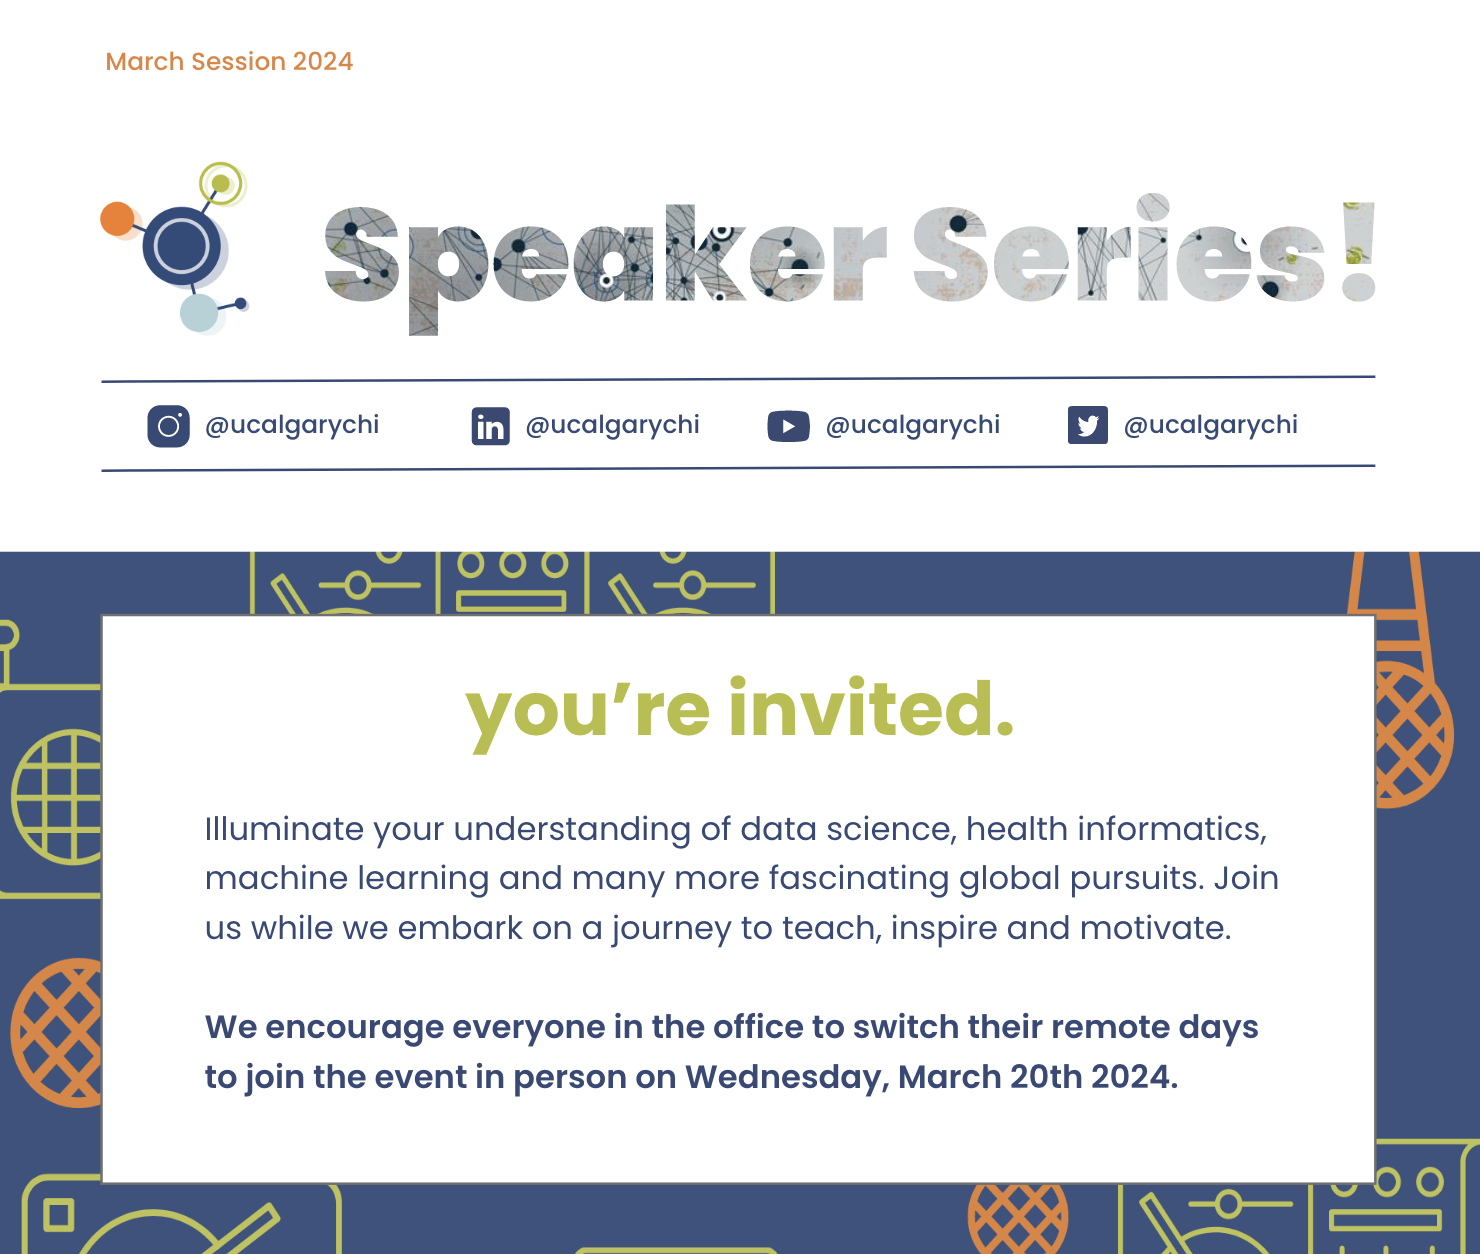 March Session 2024
Speaker Series!
@ucalgarychi
@ucalgarychi
@ucalgarychi
@ucalgarychi
you’re invited.
Illuminate your understanding of data science, health informatics,
machine learning and many more fascinating global pursuits. Join
us while we embark on a journey to teach, inspire and motivate.
We encourage everyone in the office to switch their remote days
to join the event in person on Wednesday, March 20th 2024.